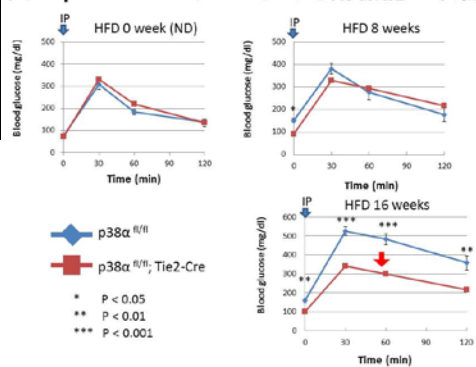 IP
HFD 0 week (ND)
Blood glucose (mg/dl)
500
400
300
200
100
0
0 30 60 90 120
Time (min)
IP
HFD 8 weeks
Blood glucose (mg/dl)
500
400
300
200
100
0
*
0 30 60 90 120
Time (min)
p38α fl/fl
p38α fl/fl, Tie2-Cre
* P < 0.05
** P < 0.01
*** P < 0.001
IP
HFD 16 weeks
Blood glucose (mg/dl)
600
500
400
300
200
100
0
**
***
***
**
0 30 60 90 120
Time (min)